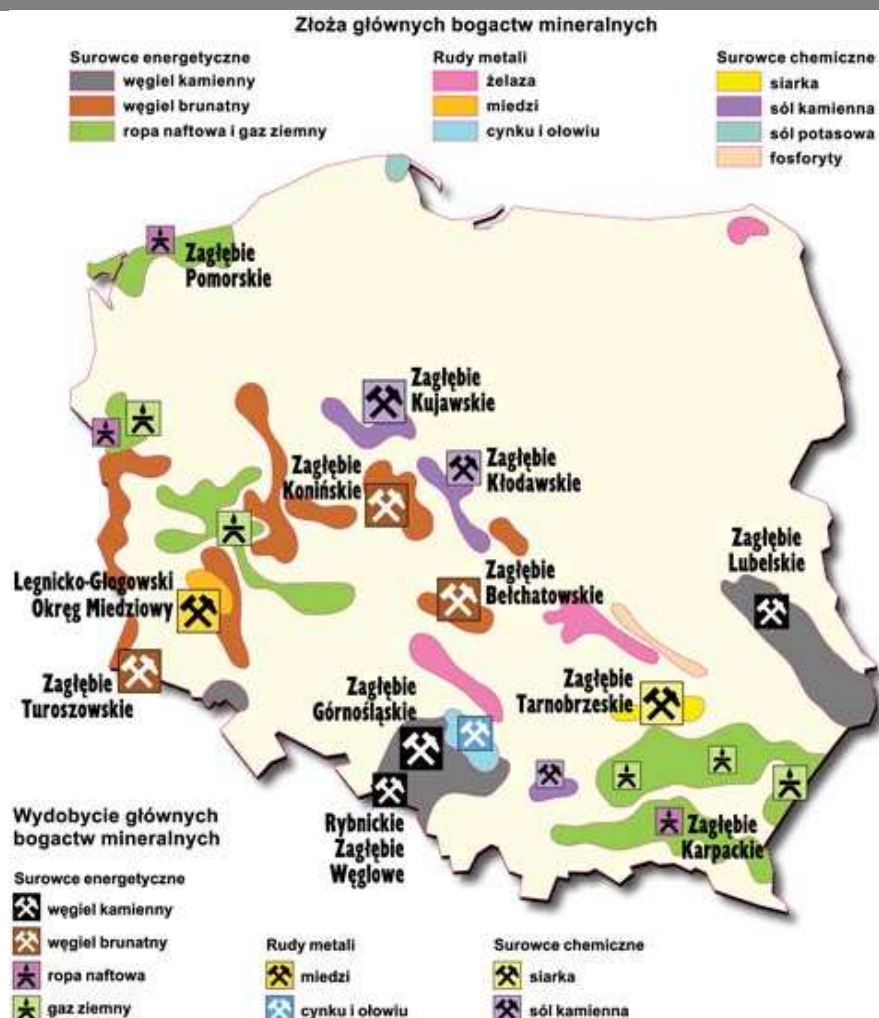 Złoża głównych bogactw mineralnych
Surowce energetyczne
węgiel kamienny
węgiel brunatny
ropa naftowa i gaz ziemny
Rudy metali
żelaza
miedzi
cynku i ołowiu
Surowce chemiczne
siarka
sól kamienna
sól potasowa
fosforyty
Zagłębie
Pomorskie
Zagłębie
Kujawskie
Zagłębie
Konińskie
Zagłębie
Kłodawskie
Zagłębie
Lubelskie
Legnicko-Głogowski
Okręg Miedziowy
Zagłębie
Bełchatowskie
Zagłębie
Turoszowskie
Zagłębie
Górnośląskie
Zagłębie
Tarnobrzeskie
Rybnickie
Zagłębie
Węglowe
Zagłębie
Karpackie
Wydobycie głównych
bogactw mineralnych
Surowce energetyczne
węgiel kamienny
węgiel brunatny
ropa naftowa
gaz ziemny
Rudy metali
miedzi
cynku i ołowiu
Surowce chemiczne
siarka
sól kamienna